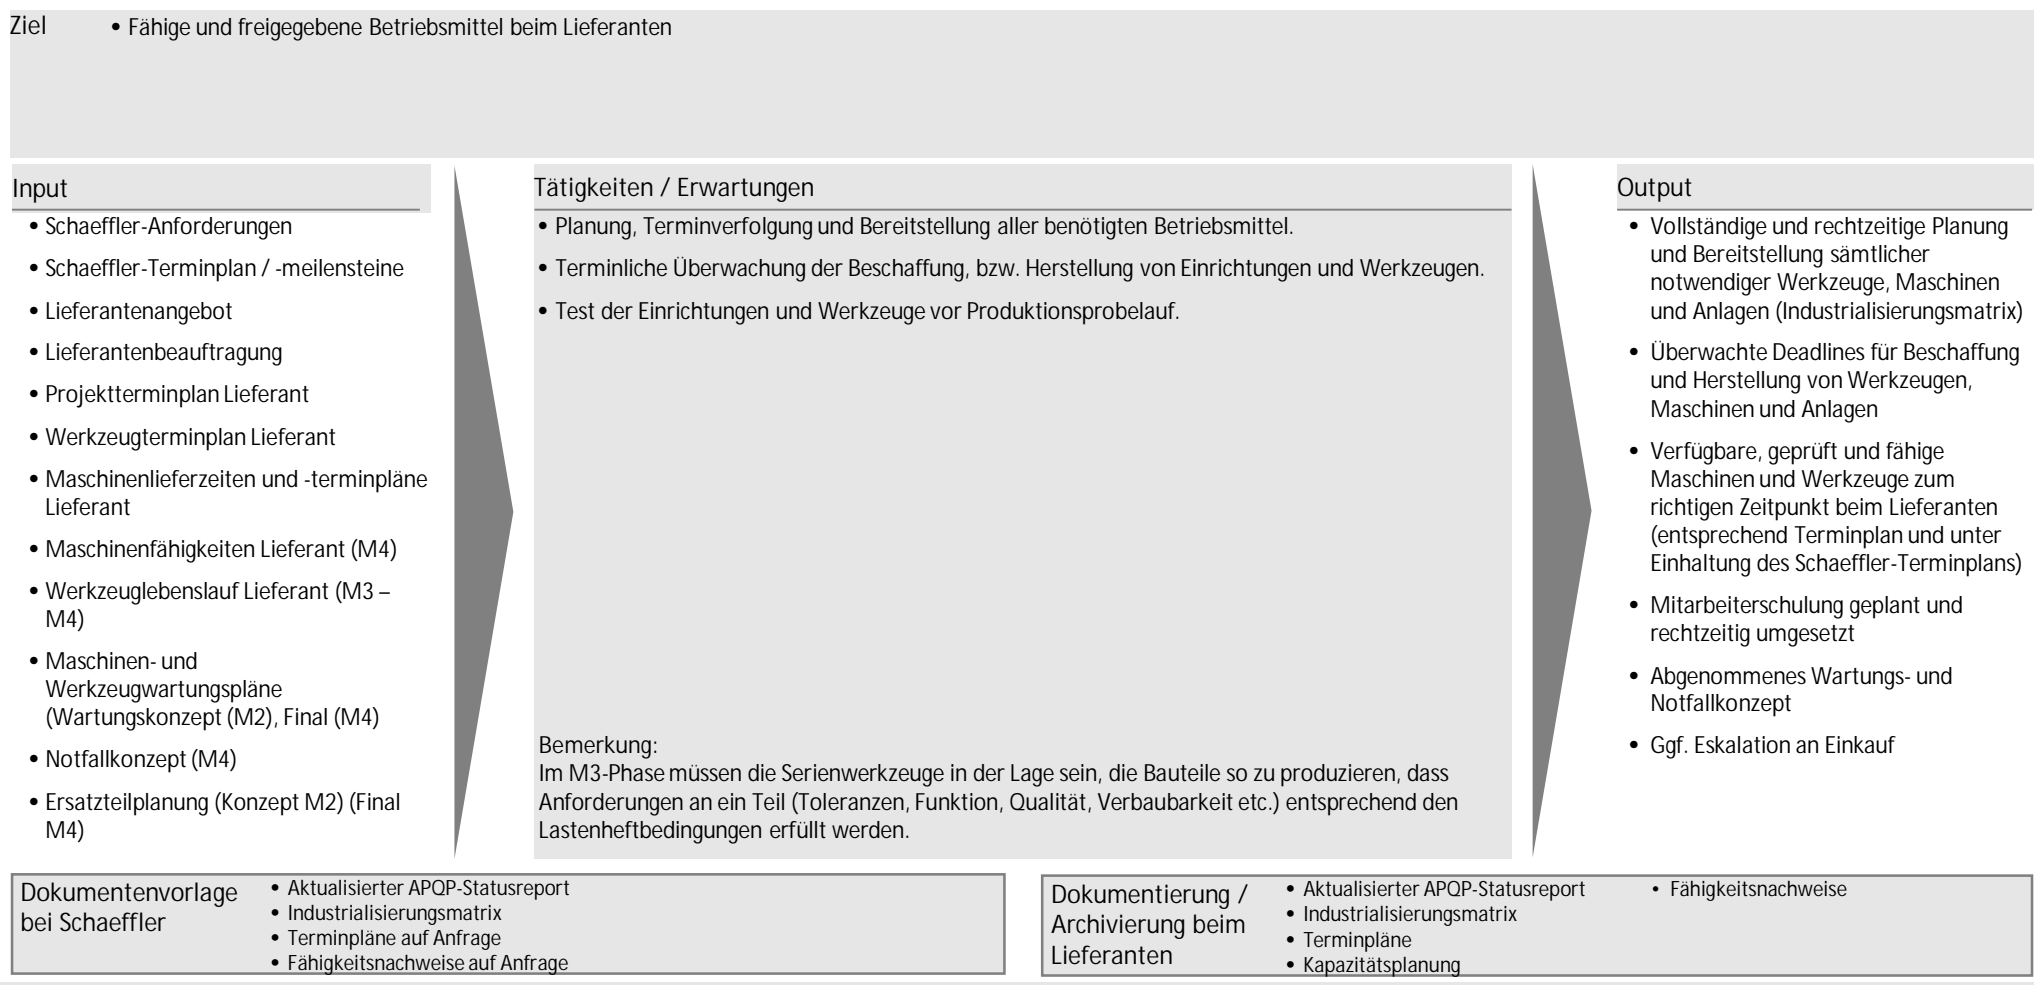 Ziel
• Fähige und freigegebene Betriebsmittel beim Lieferanten
Input
• Schaeffler-Anforderungen
• Schaeffler-Terminplan / -meilensteine
• Lieferantenangebot
• Lieferantenbeauftragung
• Projektterminplan Lieferant
• Werkzeugterminplan Lieferant
• Maschinenlieferzeiten und -terminpläne
Lieferant
• Maschinenfähigkeiten Lieferant (M4)
• Werkzeuglebenslauf Lieferant (M3 –
M4)
• Maschinen- und
Werkzeugwartungspläne
(Wartungskonzept (M2), Final (M4)
• Notfallkonzept (M4)
• Ersatzteilplanung (Konzept M2) (Final
M4)
Tätigkeiten / Erwartungen
• Planung, Terminverfolgung und Bereitstellung aller benötigten Betriebsmittel.
• Terminliche Überwachung der Beschaffung, bzw. Herstellung von Einrichtungen und Werkzeugen.
• Test der Einrichtungen und Werkzeuge vor Produktionsprobelauf.
Bemerkung:
Im M3-Phase müssen die Serienwerkzeuge in der Lage sein, die Bauteile so zu produzieren, dass
Anforderungen an ein Teil (Toleranzen, Funktion, Qualität, Verbaubarkeit etc.) entsprechend den
Lastenheftbedingungen erfüllt werden.
Output
• Vollständige und rechtzeitige Planung
und Bereitstellung sämtlicher
notwendiger Werkzeuge, Maschinen
und Anlagen (Industrialisierungsmatrix)
• Überwachte Deadlines für Beschaffung
und Herstellung von Werkzeugen,
Maschinen und Anlagen
• Verfügbare, geprüft und fähige
Maschinen und Werkzeuge zum
richtigen Zeitpunkt beim Lieferanten
(entsprechend Terminplan und unter
Einhaltung des Schaeffler-Terminplans)
• Mitarbeiterschulung geplant und
rechtzeitig umgesetzt
• Abgenommenes Wartungs- und
Notfallkonzept
• Ggf. Eskalation an Einkauf
Dokumentenvorlage
bei Schaeffler
• Aktualisierter APQP-Statusreport
• Industrialisierungsmatrix
• Terminpläne auf Anfrage
• Fähigkeitsnachweise auf Anfrage
Dokumentierung /
Archivierung beim
Lieferanten
• Aktualisierter APQP-Statusreport
• Industrialisierungsmatrix
• Terminpläne
• Kapazitätsplanung
• Fähigkeitsnachweise